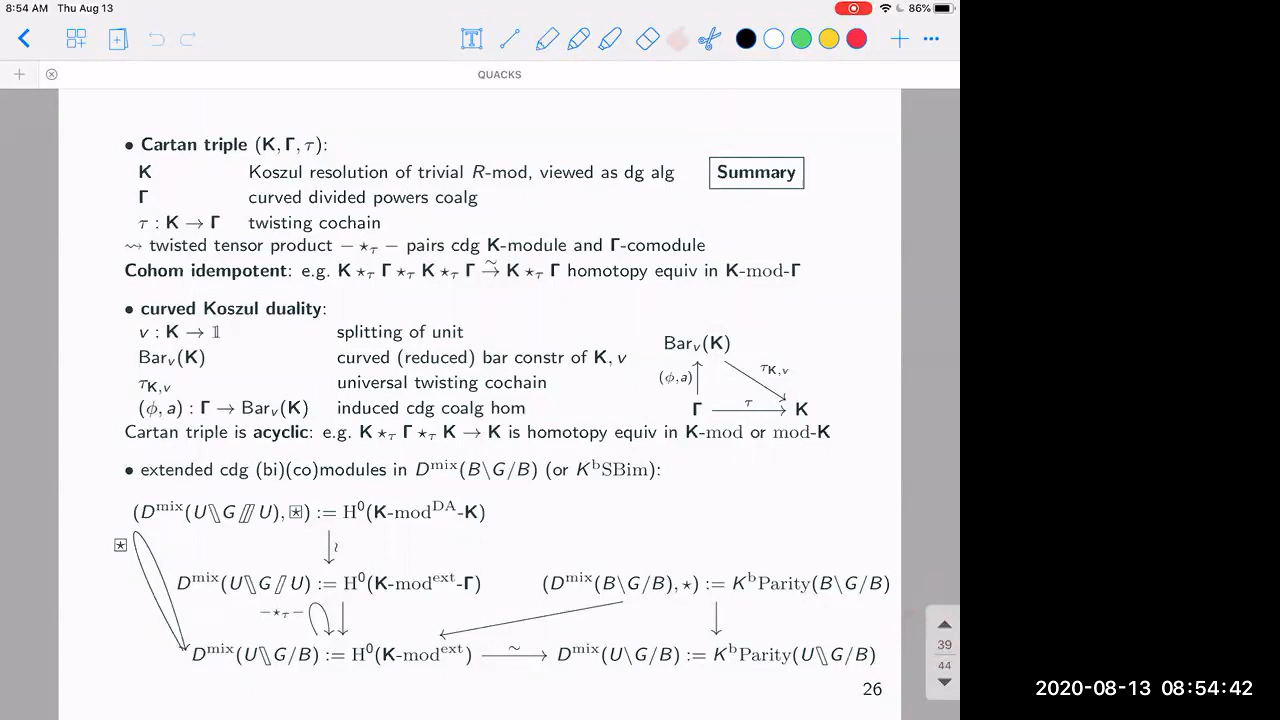 8:54 AM Thu Aug 13 86%
QUACKS
• Cartan triple (K, Γ, τ):
K Koszul resolution of trivial R-mod, viewed as dg alg
Summary
Γ curved divided powers coalg
τ : K → Γ twisting cochain
⇝ twisted tensor product − ⋆τ − pairs cdg K-module and Γ-comodule
Cohom idempotent: e.g. K ⋆τ Γ ⋆τ K ⋆τ Γ →∼ K ⋆τ Γ homotopy equiv in K-mod-Γ
• curved Koszul duality:
v : K → 𝟙 splitting of unit
Barv(K) curved (reduced) bar constr of K, v
τK,v universal twisting cochain
(ϕ, a) : Γ → Barv(K) induced cdg coalg hom
Barv(K)
(ϕ,a) τK,v
Γ τ K
Cartan triple is acyclic: e.g. K ⋆τ Γ ⋆τ K → K is homotopy equiv in K-mod or mod-K
• extended cdg (bi)(co)modules in Dmix(B\G/B) (or KbSBim):
(Dmix(U\\G///U), ⍟) := H0(K-modDA-K)
⍟ ≀
Dmix(U\\G//U) := H0(K-modext-Γ) (Dmix(B\G/B), ⋆) := KbParity(B\G/B)
−⋆τ−
Dmix(U\\G/B) := H0(K-modext) ∼ Dmix(U\G/B) := KbParity(U\\G/B)
39
44
26
2020-08-13 08:54:42